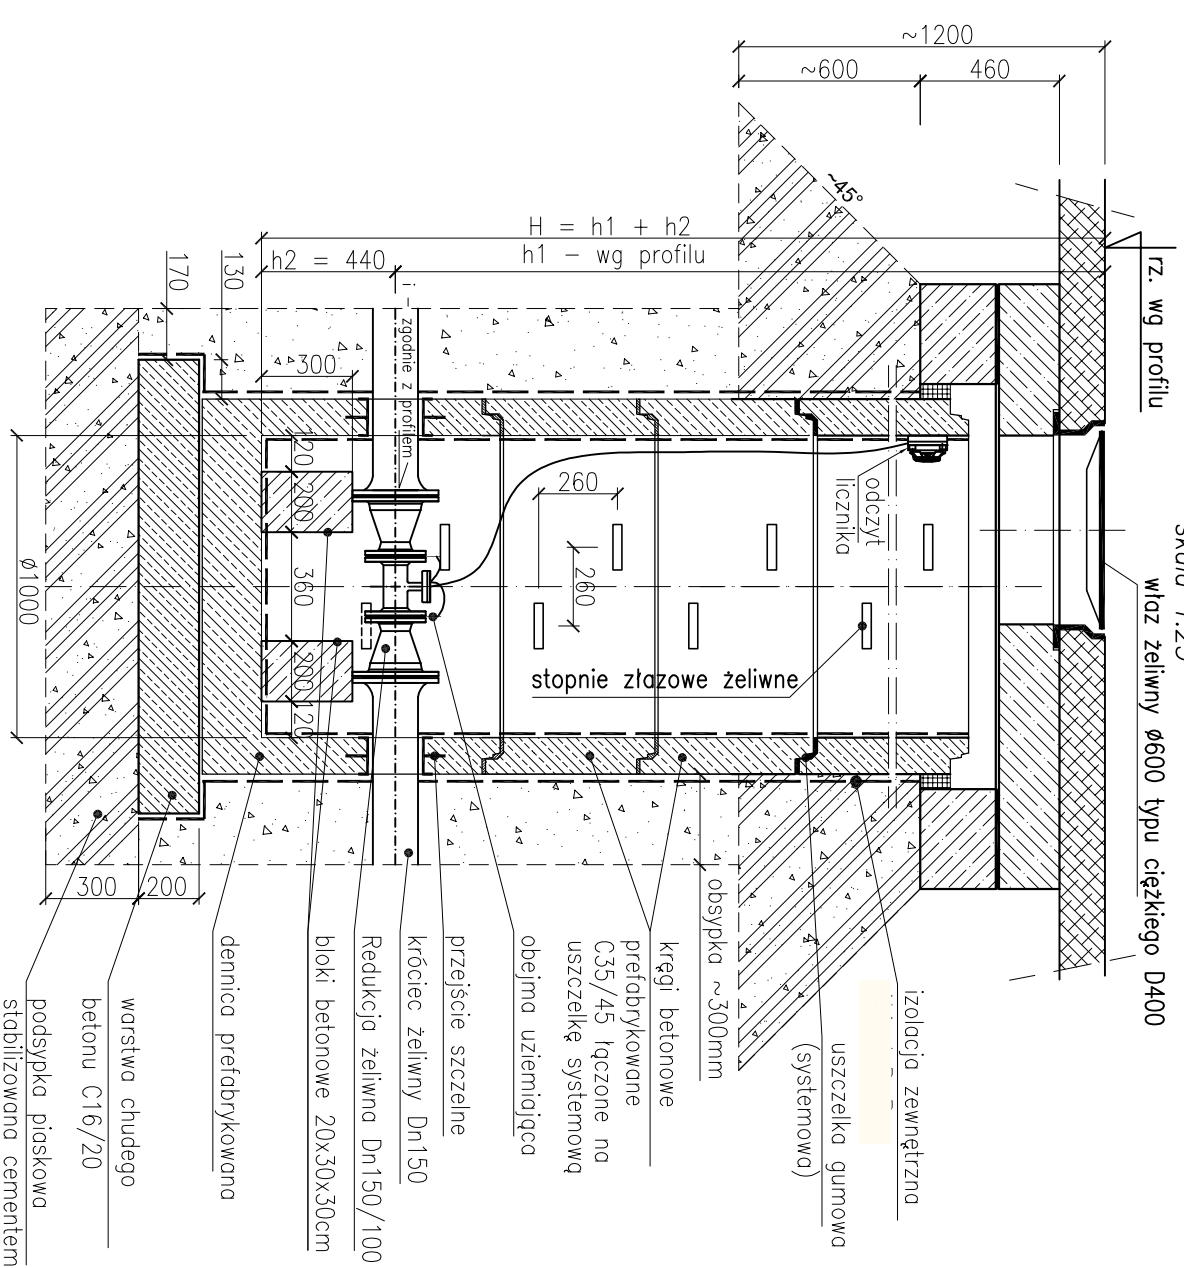 skala 1:25
właz żeliwny ø600 typu ciężkiego D400
rz. wg profilu
~1200
~600
460
~45°
H = h1 + h2
h1 - wg profilu
h2 = 440
130
170
i - zgodnie z profilem
300
120
200
360
200
120
ø1000
260
260
odczyt
licznika
stopnie złazowe żeliwne
300
200
izolacja zewnętrzna
uszczelka gumowa
(systemowa)
obsypka ~300mm
kręgi betonowe
prefabrykowane
C35/45 łączone na
uszczelkę systemową
obejma uziemiająca
przejście szczelne
króciec żeliwny Dn150
Redukcja żeliwna Dn150/100
bloki betonowe 20x30x30cm
dennica prefabrykowana
warstwa chudego
betonu C16/20
podsypka piaskowa
stabilizowana cementem